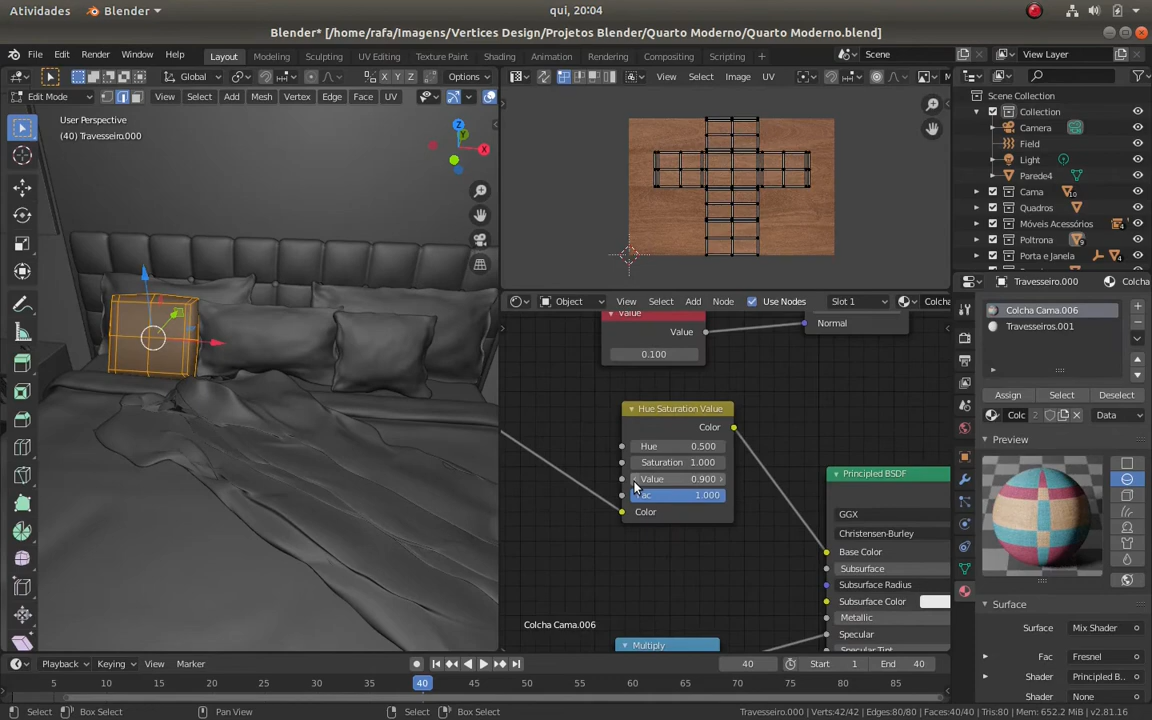 Atividades
Blender
qui, 20:04
Blender* [/home/rafa/Imagens/Vertices Design/Projetos Blender/Quarto Moderno/Quarto Moderno.blend]
File Edit Render Window Help Layout Modeling Sculpting UV Editing Texture Paint Shading Animation Rendering Compositing Scripting Scene View Layer
Global X Y Z Options
View Select Image UV
Edit Mode View Select Add Mesh Vertex Edge Face UV
User Perspective
(40) Travesseiro.000
Z
Y
X
Scene Collection
Collection
Camera
Field
Light
Parede4
Cama 10
Quadros
Móveis Acessórios 4
Poltrona 9
Porta e Janela 4
Object View Select Add Node Use Nodes Slot 1 Colcha
Value
Value
0.100
Normal
Hue Saturation Value
Color
Hue 0.500
Saturation 1.000
Value 0.900
ac 1.000
Color
Principled BSDF
GGX
Christensen-Burley
Base Color
Subsurface
Subsurface Radius
Subsurface Color
Metallic
Specular
Multiply
Colcha Cama.006
Travesseiro.000
Colcha Cama.006
Travesseiros.001
Assign Select Deselect
Colc Data
Preview
Surface
Surface Mix Shader
Fac Fresnel
Shader Principled B..
Shader None
Playback Keying View Marker
40 Start 1 End 40
5 10 15 20 25 30 35 40 45 50 55 60 65 70 75 80 85
Select Box Select Pan View Select Box Select
Travesseiro.000 | Verts:42/42 | Edges:80/80 | Faces:40/40 | Tris:80 | Mem: 652.2 MiB | v2.81.16